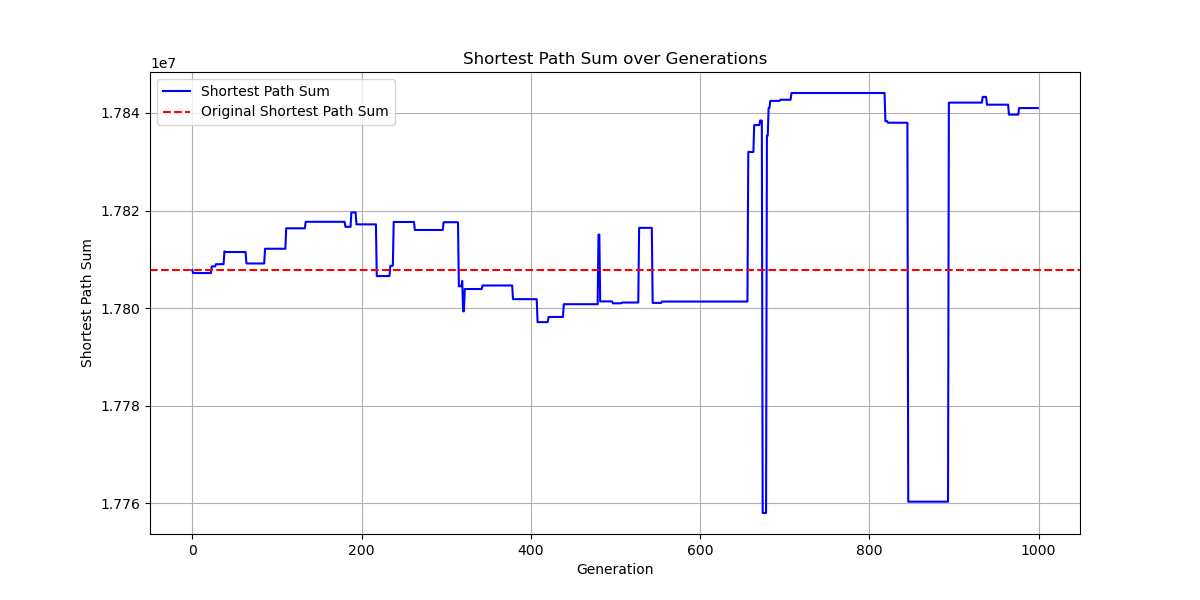 Shortest Path Sum over Generations
1e7
Shortest Path Sum
Original Shortest Path Sum
1.784
1.782
1.780
1.778
1.776
Shortest Path Sum
0 200 400 600 800 1000
Generation